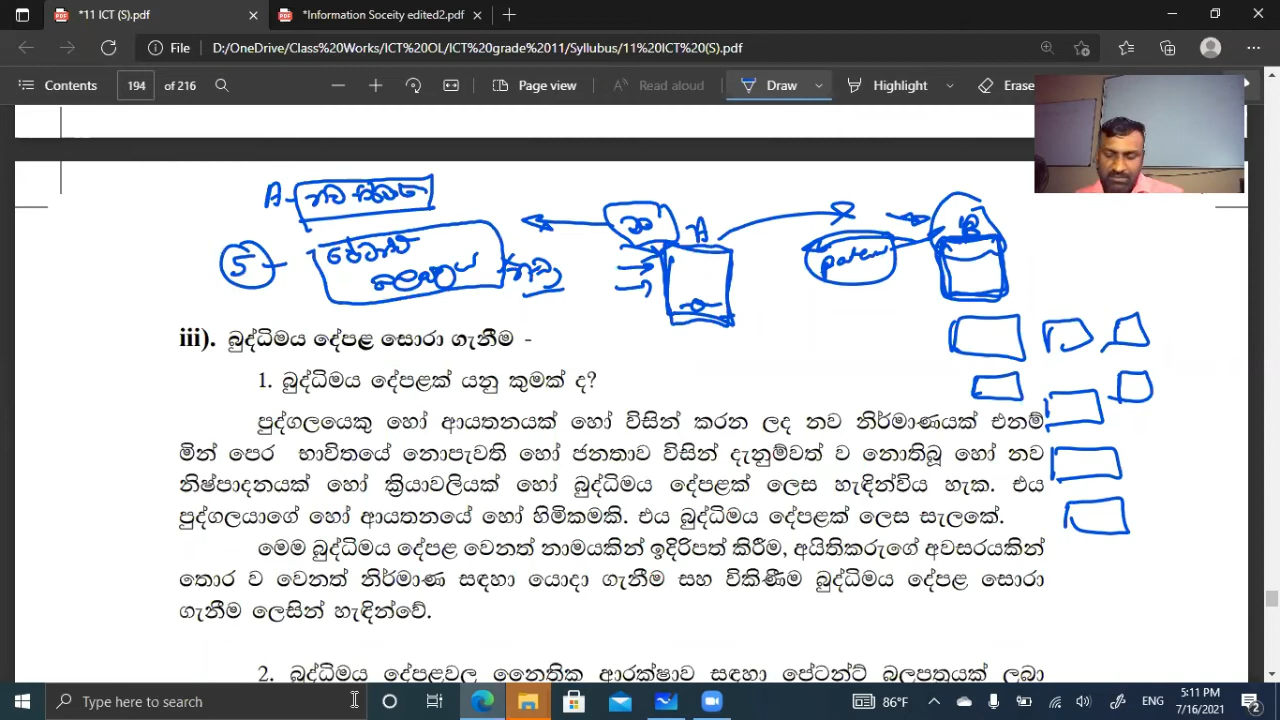 *11 ICT (S).pdf
*Information Soceity edited2.pdf
File D:/OneDrive/Class%20Works/ICT%20OL/ICT%20grade%2011/Syllubus/11%20ICT%20(S).pdf
Contents 194 of 216 Page view Read aloud Draw Highlight Erase
A
A
5
iii). බුද්ධිමය දේපළ සොරා ගැනීම -
1. බුද්ධිමය දේපළක් යනු කුමක් ද?
පුද්ගලයෙකු හෝ ආයතනයක් හෝ විසින් කරන ලද නව නිර්මාණයක් එනම්
මින් පෙර භාවිතයේ නොපැවති හෝ ජනතාව විසින් දැනුම්වත් ව නොතිබූ හෝ නව
නිෂ්පාදනයක් හෝ ක්‍රියාවලියක් හෝ බුද්ධිමය දේපළක් ලෙස හැඳින්විය හැක. එය
පුද්ගලයාගේ හෝ ආයතනයේ හෝ හිමිකමකි. එය බුද්ධිමය දේපළක් ලෙස සැලකේ.
මෙම බුද්ධිමය දේපළ වෙනත් නාමයකින් ඉදිරිපත් කිරීම, අයිතිකරුගේ අවසරයකින්
තොර ව වෙනත් නිර්මාණ සඳහා යොදා ගැනීම සහ විකිණීම බුද්ධිමය දේපළ සොරා
ගැනීම ලෙසින් හැඳින්වේ.
2. බුද්ධිමය දේපළවල නෛතික ආරක්ෂාව සඳහා පේටන්ට් බලපත්‍රයක් ලබා
Type here to search
86°F
ENG
5:11 PM
7/16/2021
2